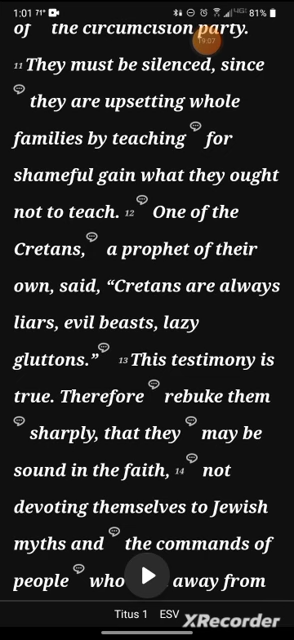 1:01 71° 81%
of the circumcision party.
19:07
11 They must be silenced, since
they are upsetting whole
families by teaching for
shameful gain what they ought
not to teach. 12 One of the
Cretans, a prophet of their
own, said, “Cretans are always
liars, evil beasts, lazy
gluttons.” 13 This testimony is
true. Therefore rebuke them
sharply, that they may be
sound in the faith, 14 not
devoting themselves to Jewish
myths and the commands of
people who away from
Titus 1 ESV
XRecorder